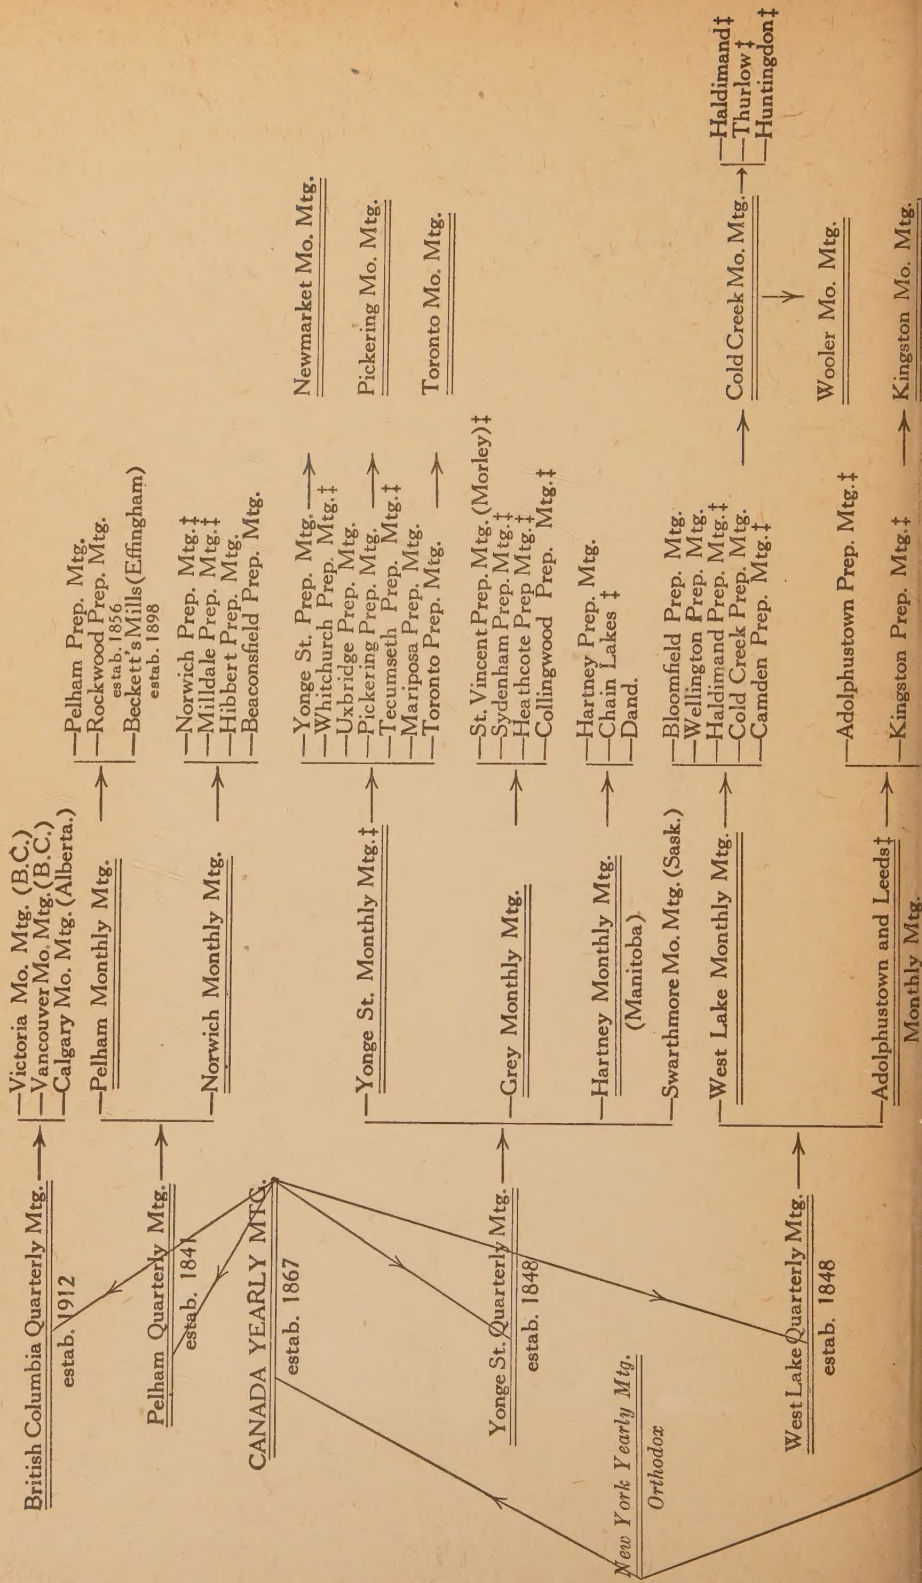 British Columbia Quarterly Mtg.
estab. 1912
—Victoria Mo. Mtg. (B.C.)
—Vancouver Mo. Mtg. (B.C.)
—Calgary Mo. Mtg. (Alberta.)
Pelham Quarterly Mtg.
estab. 1841
—Pelham Monthly Mtg.
—Pelham Prep. Mtg.
—Rockwood Prep. Mtg.
estab. 1856
—Beckett's Mills (Effingham)
estab. 1898
—Norwich Monthly Mtg.
—Norwich Prep. Mtg.‡
—Milldale Prep. Mtg.‡
—Hibbert Prep. Mtg.
—Beaconsfield Prep. Mtg.
CANADA YEARLY MTG.
estab. 1867
Yonge St. Quarterly Mtg.
estab. 1848
—Yonge St. Monthly Mtg.‡
—Yonge St. Prep. Mtg.
—Whitchurch Prep. Mtg.‡
—Uxbridge Prep. Mtg.
—Pickering Prep. Mtg.
—Tecumseth Prep. Mtg.‡
—Mariposa Prep. Mtg.
—Toronto Prep. Mtg.
Newmarket Mo. Mtg.
Pickering Mo. Mtg.
Toronto Mo. Mtg.
—Grey Monthly Mtg.
—St. Vincent Prep. Mtg. (Morley)‡
—Sydenham Prep. Mtg.‡
—Heathcote Prep Mtg.‡
—Collingwood Prep. Mtg.‡
—Hartney Monthly Mtg.
(Manitoba)
—Hartney Prep. Mtg.
—Chain Lakes ‡
—Dand.
—Swarthmore Mo. Mtg. (Sask.)
New York Yearly Mtg.
Orthodox
West Lake Quarterly Mtg.
estab. 1848
—West Lake Monthly Mtg.
—Bloomfield Prep. Mtg.
—Wellington Prep. Mtg.
—Haldimand Prep. Mtg.‡
—Cold Creek Prep. Mtg.
—Camden Prep. Mtg.‡
Cold Creek Mo. Mtg.
—Haldimand‡
—Thurlow‡
—Huntingdon‡
Wooler Mo. Mtg.
—Adolphustown and Leeds‡
Monthly Mtg.
—Adolphustown Prep. Mtg.‡
—Kingston Prep. Mtg.‡
Kingston Mo. Mtg.